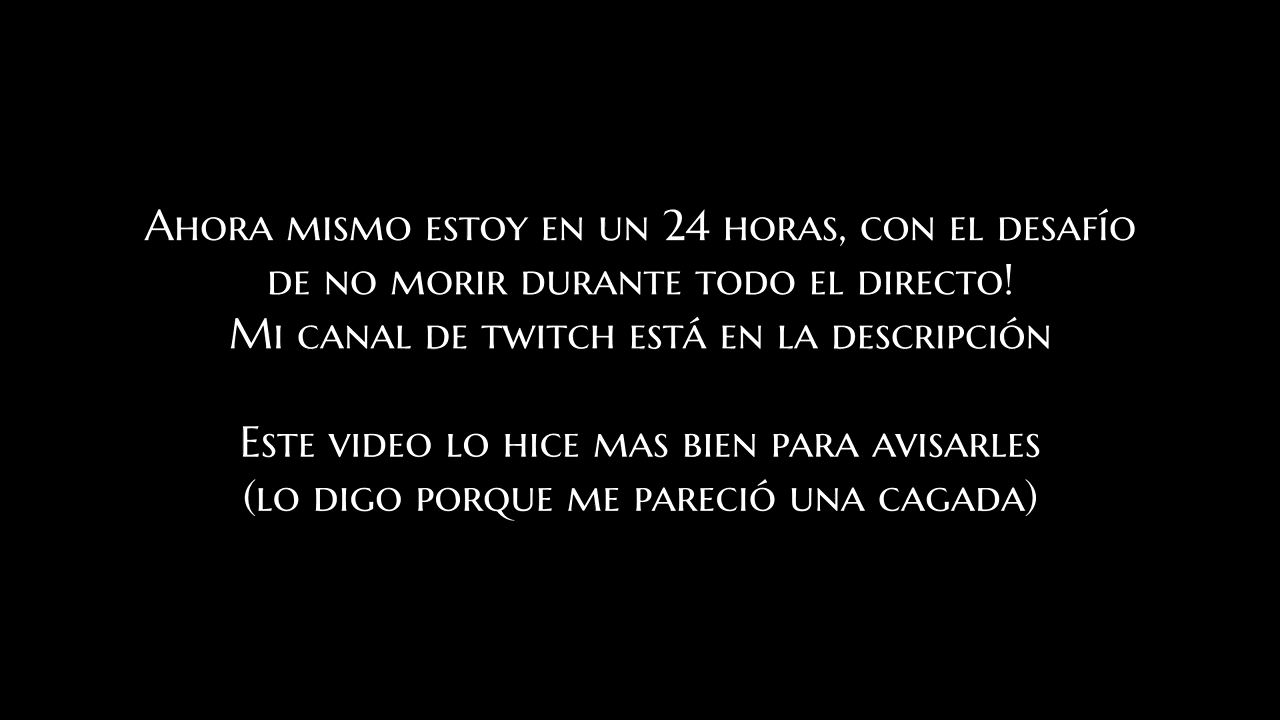 Ahora mismo estoy en un 24 horas, con el desafío
de no morir durante todo el directo!
Mi canal de twitch está en la descripción
Este video lo hice mas bien para avisarles
(lo digo porque me pareció una cagada)